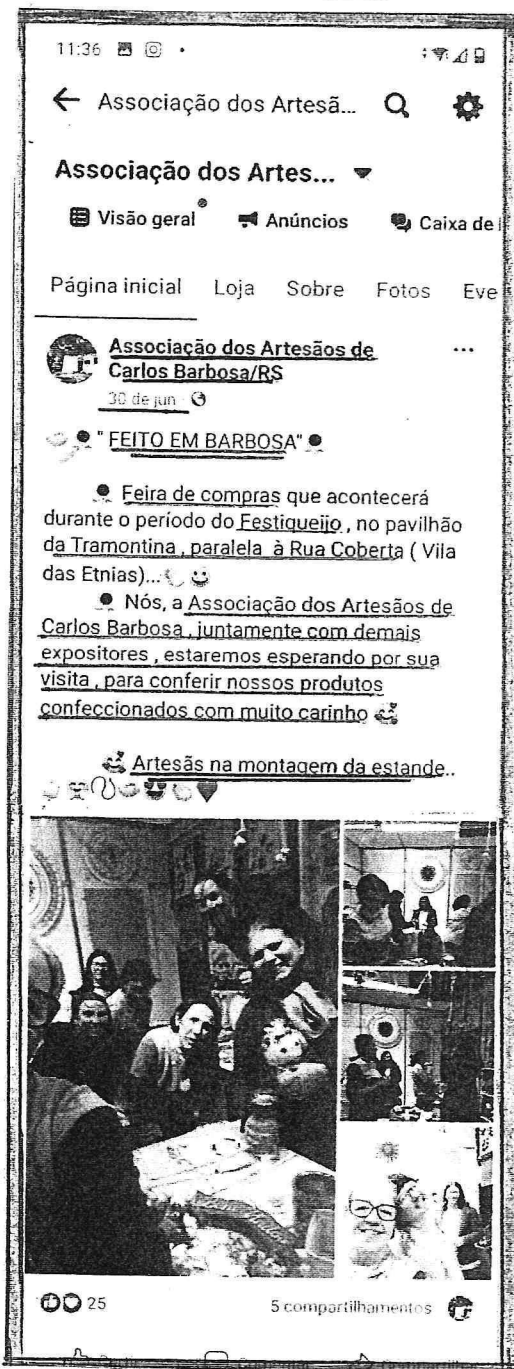 11:36
← Associação dos Artesã...
Associação dos Artes...
Visão geral Anúncios Caixa de
Página inicial Loja Sobre Fotos Eve
Associação dos Artesãos de
Carlos Barbosa/RS
30 de jun
" FEITO EM BARBOSA"
Feira de compras que acontecerá
durante o período do Festiqueijo , no pavilhão
da Tramontina , paralela à Rua Coberta ( Vila
das Etnias)...
Nós, a Associação dos Artesãos de
Carlos Barbosa , juntamente com demais
expositores , estaremos esperando por sua
visita , para conferir nossos produtos
confeccionados com muito carinho
Artesãs na montagem da estande..
25 5 compartilhamentos